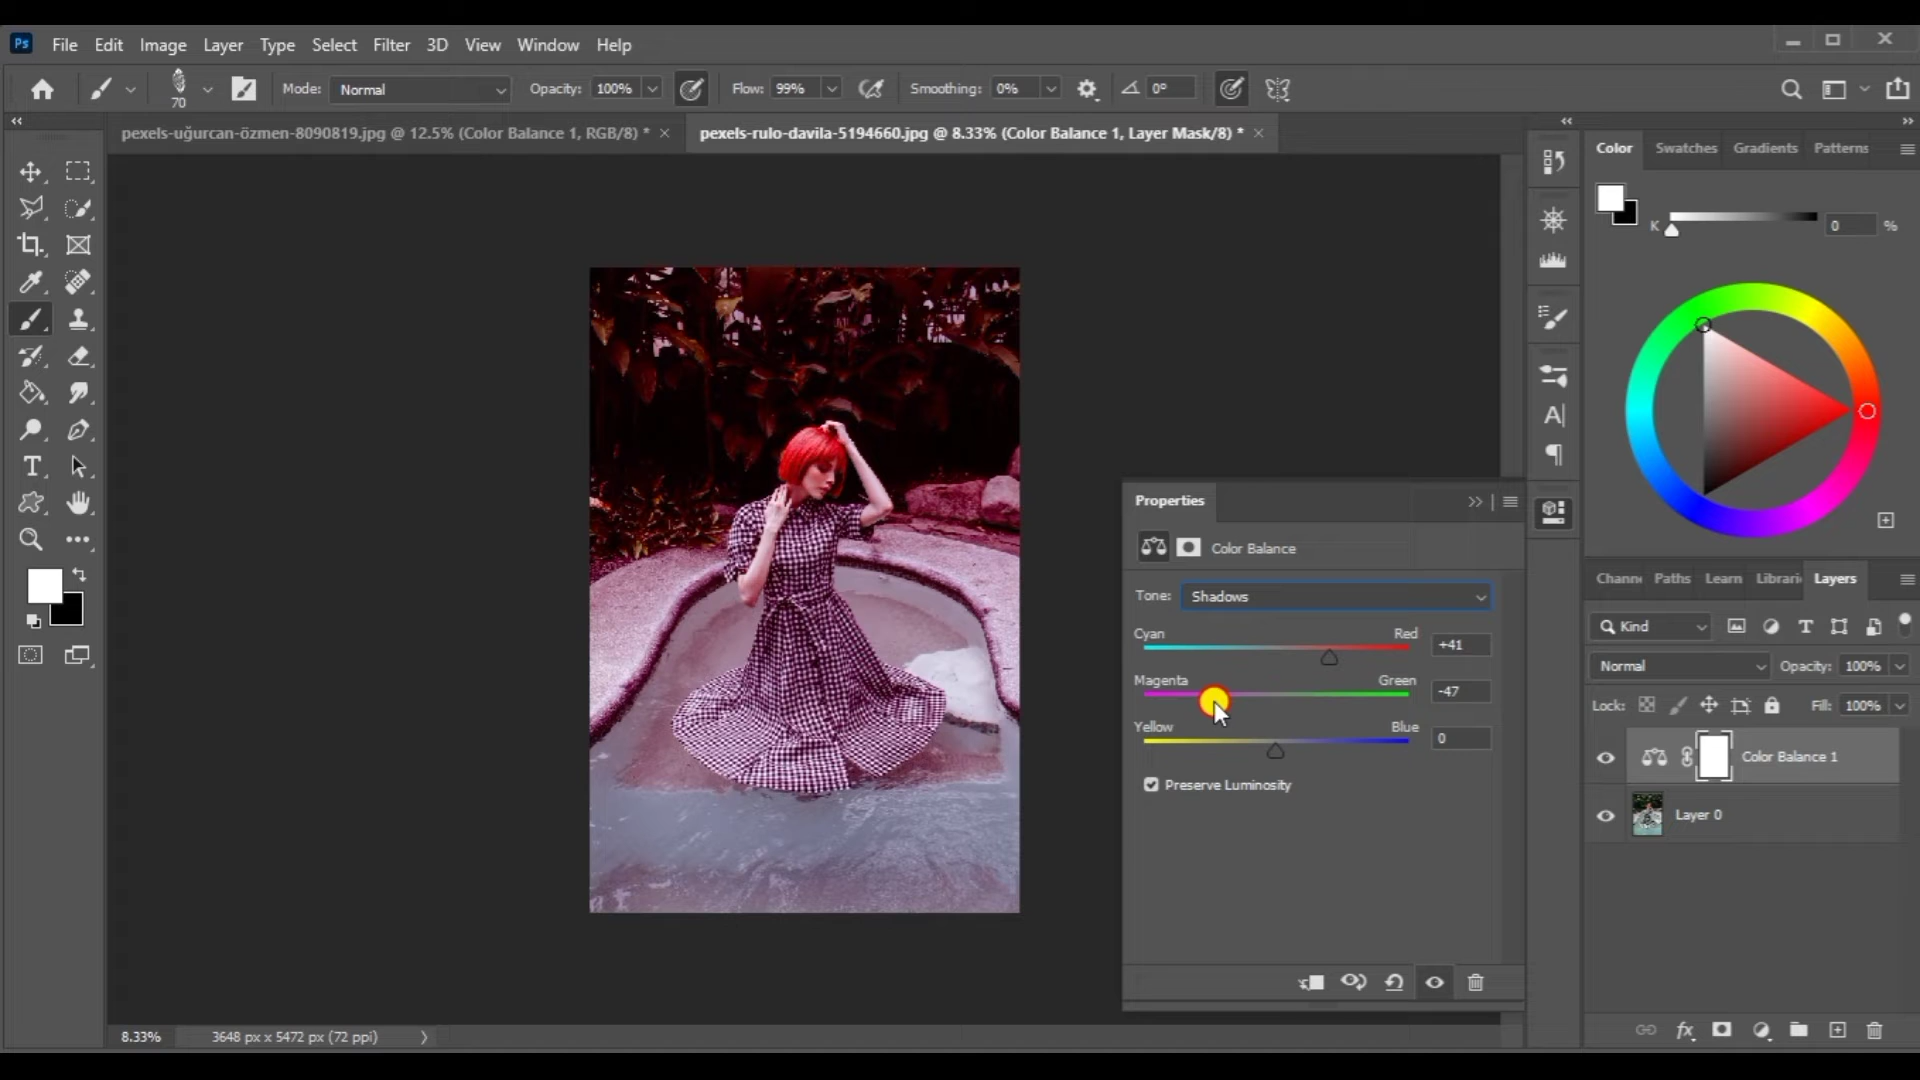 Ps File Edit Image Layer Type Select Filter 3D View Window Help
70 Mode: Normal Opacity: 100% Flow: 99% Smoothing: 0% 0°
pexels-uğurcan-özmen-8090819.jpg @ 12.5% (Color Balance 1, RGB/8) * pexels-rulo-davila-5194660.jpg @ 8.33% (Color Balance 1, Layer Mask/8) *
Color Swatches Gradients Patterns
K 0 %
Properties
Color Balance
Tone: Shadows
Cyan Red +41
Magenta Green -47
Yellow Blue 0
Preserve Luminosity
Chann Paths Learn Librari Layers
Kind
Normal Opacity: 100%
Lock: Fill: 100%
Color Balance 1
Layer 0
8.33% 3648 px x 5472 px (72 ppi)